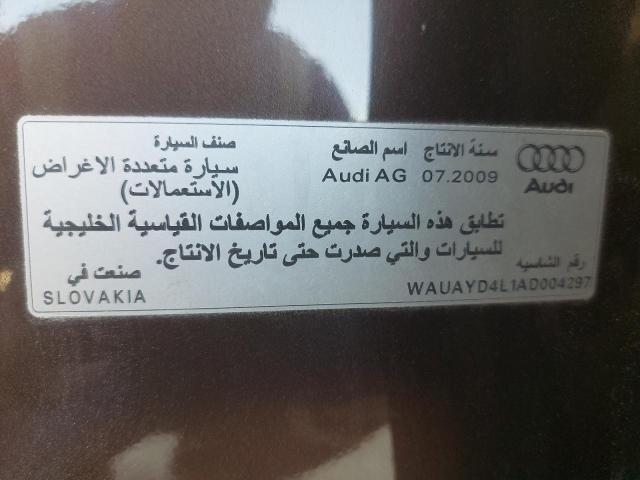 سنة الانتاج اسم الصانع صنف السيارة
Audi AG 07.2009 سيارة متعددة الاغراض
(الاستعمالات)
Audi
تطابق هذه السيارة جميع المواصفات القياسية الخليجية
للسيارات والتي صدرت حتى تاريخ الانتاج.
رقم الشاسيه صنعت في
WAUAYD4L1AD004297 SLOVAKIA